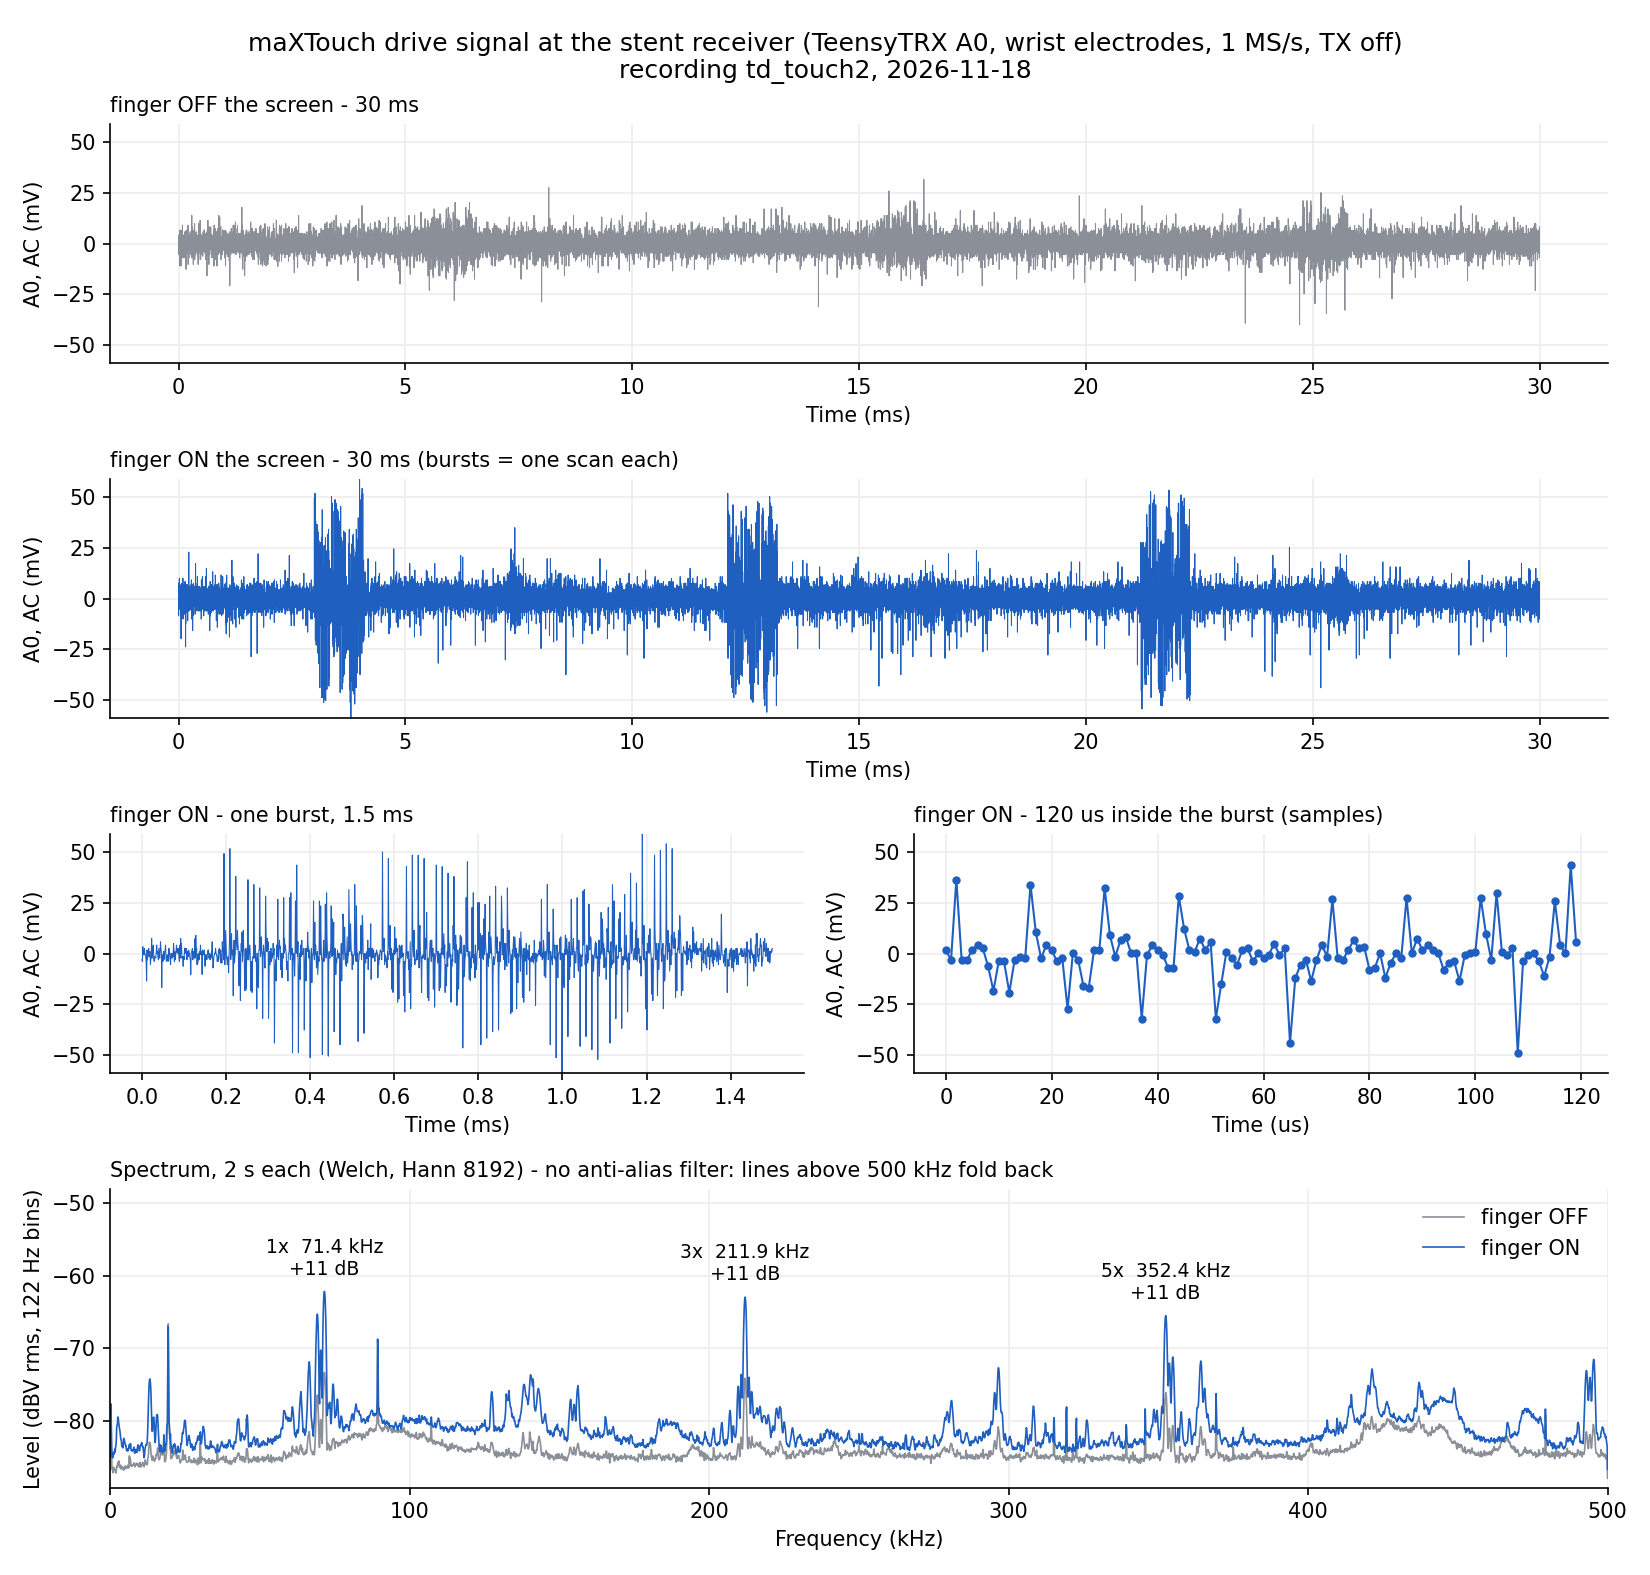 maXTouch drive signal at the stent receiver (TeensyTRX A0, wrist electrodes, 1 MS/s, TX off)
recording td_touch2, 2026-11-18
finger OFF the screen - 30 ms
A0, AC (mV)
50
25
0
−25
−50
0 5 10 15 20 25 30
Time (ms)
finger ON the screen - 30 ms (bursts = one scan each)
A0, AC (mV)
50
25
0
−25
−50
0 5 10 15 20 25 30
Time (ms)
finger ON - one burst, 1.5 ms
A0, AC (mV)
50
25
0
−25
−50
0.0 0.2 0.4 0.6 0.8 1.0 1.2 1.4
Time (ms)
finger ON - 120 us inside the burst (samples)
A0, AC (mV)
50
25
0
−25
−50
0 20 40 60 80 100 120
Time (us)
Spectrum, 2 s each (Welch, Hann 8192) - no anti-alias filter: lines above 500 kHz fold back
Level (dBV rms, 122 Hz bins)
−50
−60
−70
−80
1x 71.4 kHz
+11 dB
3x 211.9 kHz
+11 dB
5x 352.4 kHz
+11 dB
finger OFF
finger ON
0 100 200 300 400 500
Frequency (kHz)